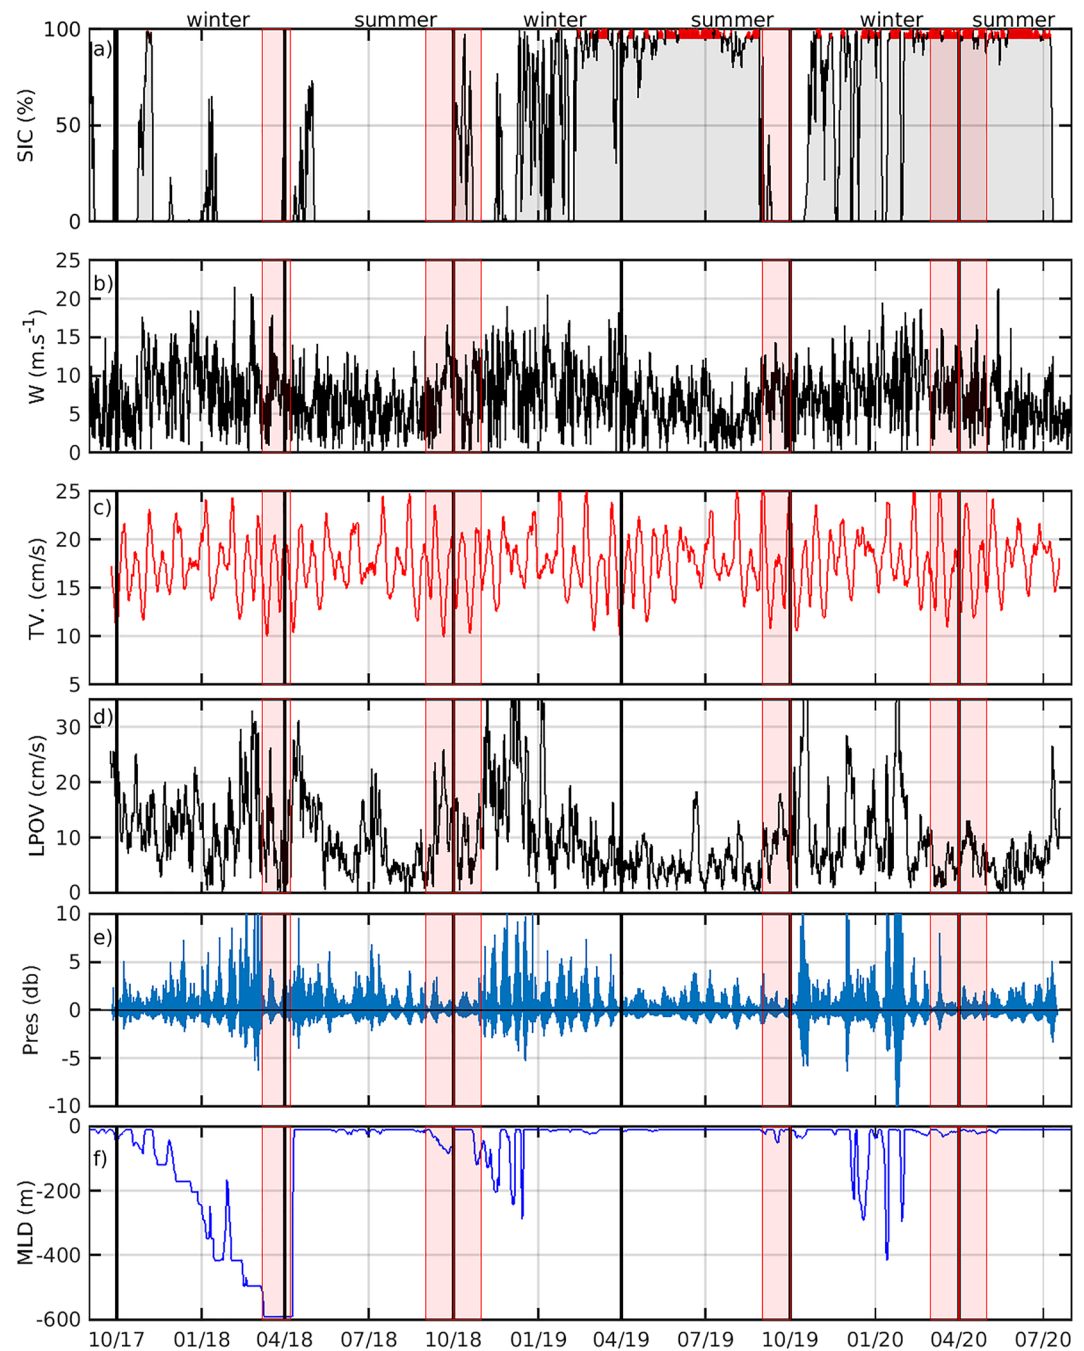 winter summer winter summer winter summer
a)
100
50
0
SIC (%)
b)
25
20
15
10
5
0
W (m.s⁻¹)
c)
25
20
15
10
5
TV. (cm/s)
d)
30
20
10
0
LPOV (cm/s)
e)
10
5
0
-5
-10
Pres (db)
f)
0
-200
-400
-600
MLD (m)
10/17 01/18 04/18 07/18 10/18 01/19 04/19 07/19 10/19 01/20 04/20 07/20